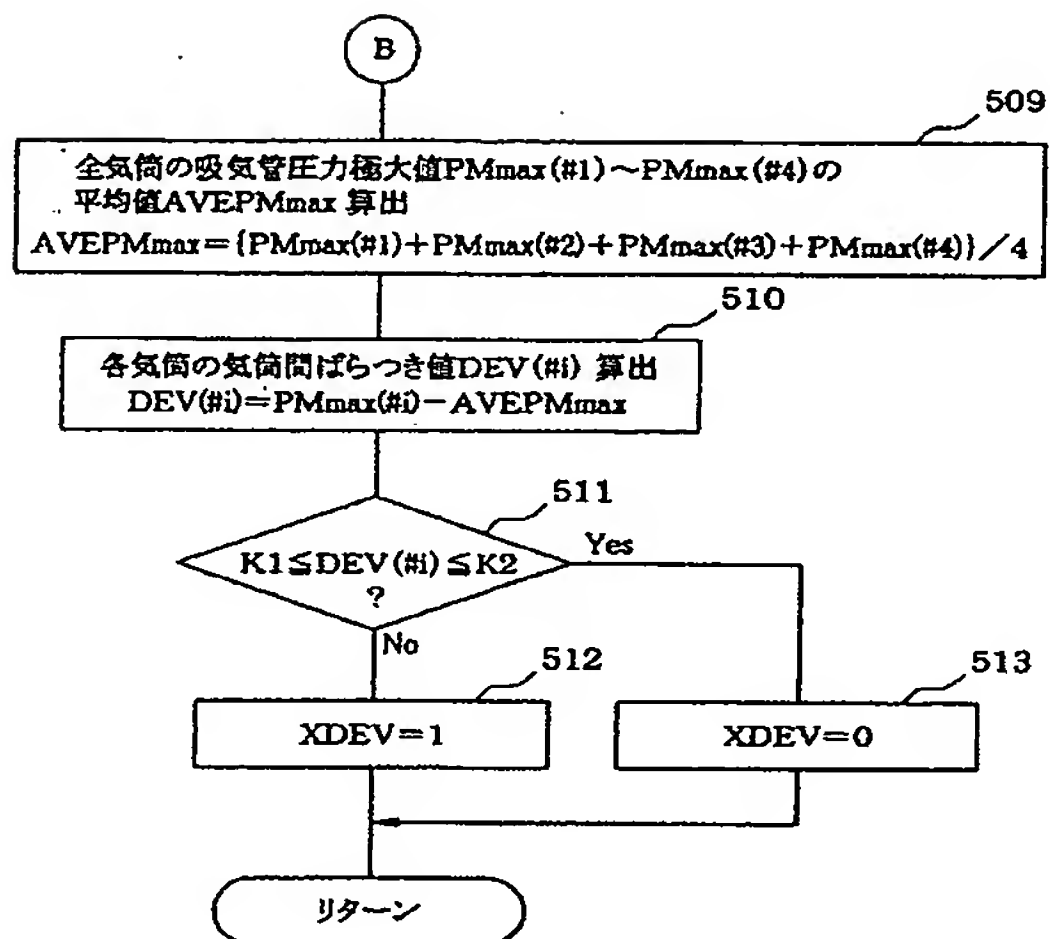 B
509
全気筒の吸気管圧力極大値PMmax(#1)～PMmax(#4)の
平均値AVEPMmax 算出
AVEPMmax＝{PMmax(#1)＋PMmax(#2)＋PMmax(#3)＋PMmax(#4)}／4
510
各気筒の気筒間ばらつき値DEV(#i) 算出
DEV(#i)＝PMmax(#i)－AVEPMmax
511
K1≦DEV(#i)≦K2
?
Yes
No
512
513
XDEV＝1
XDEV＝0
リターン